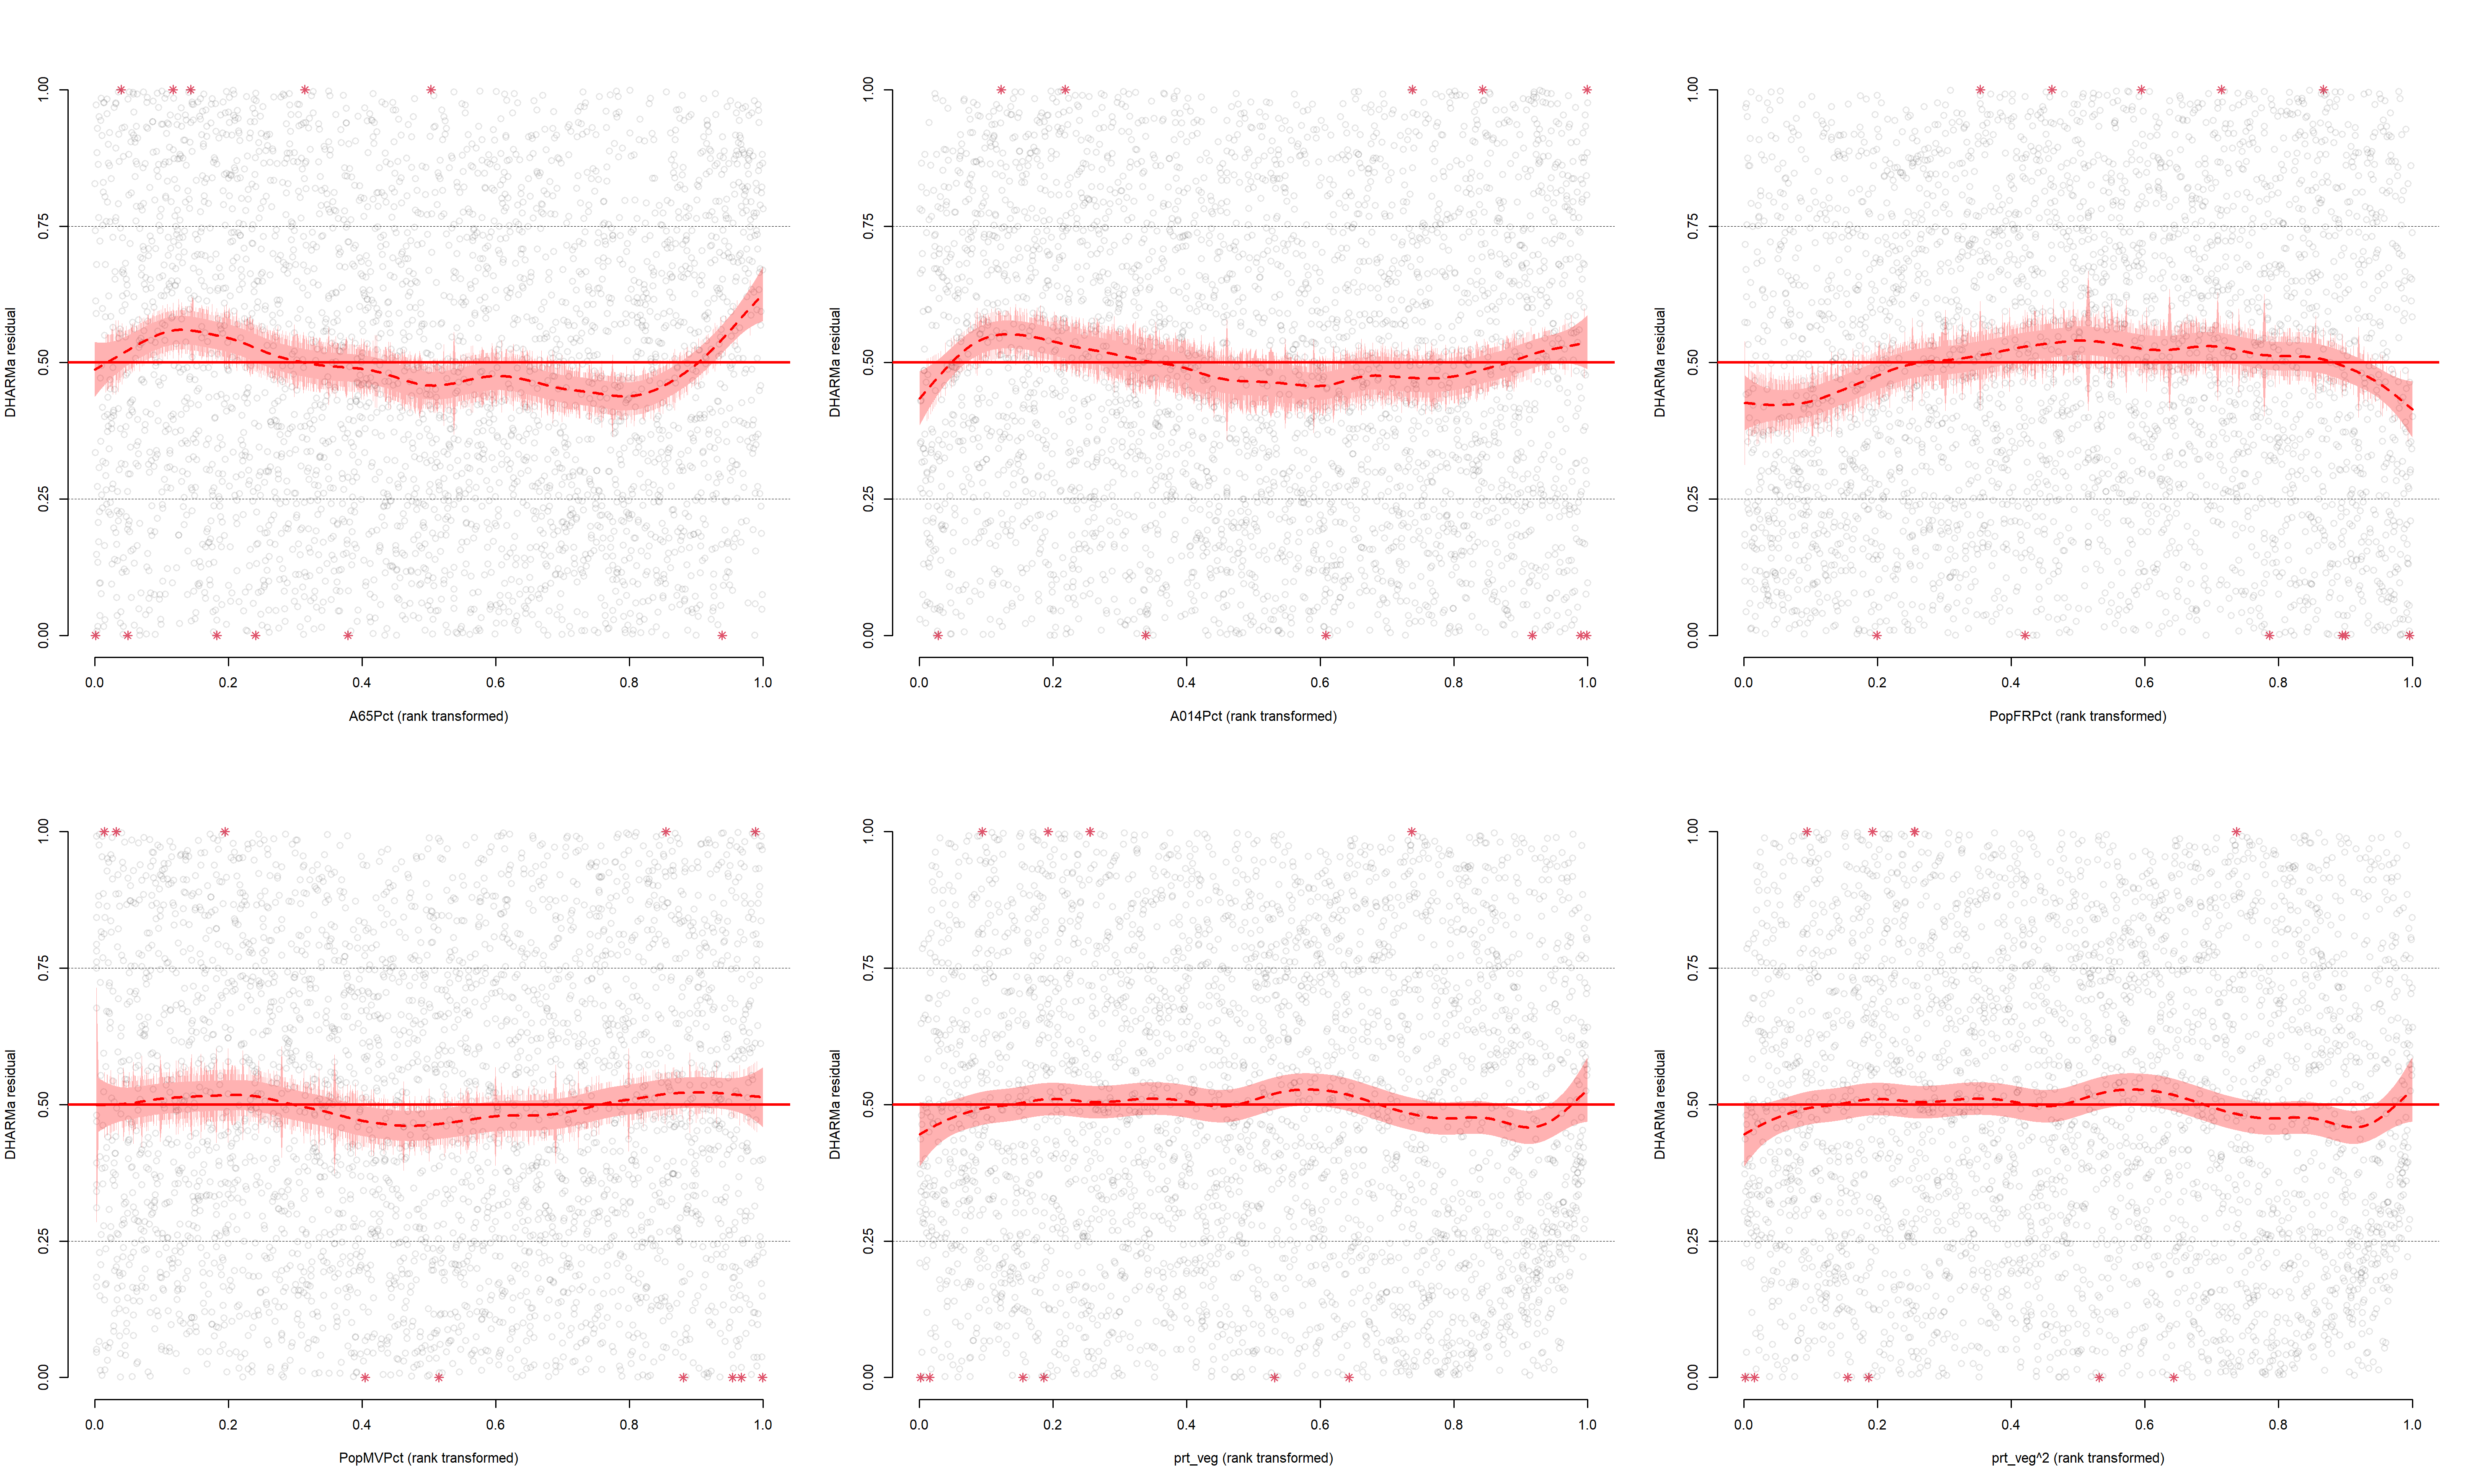 DHARMa residual
1.00
0.75
0.50
0.25
0.00
0.0 0.2 0.4 0.6 0.8 1.0
A65Pct (rank transformed)
DHARMa residual
1.00
0.75
0.50
0.25
0.00
0.0 0.2 0.4 0.6 0.8 1.0
A014Pct (rank transformed)
DHARMa residual
1.00
0.75
0.50
0.25
0.00
0.0 0.2 0.4 0.6 0.8 1.0
PopFRPct (rank transformed)
DHARMa residual
1.00
0.75
0.50
0.25
0.00
0.0 0.2 0.4 0.6 0.8 1.0
PopMVPct (rank transformed)
DHARMa residual
1.00
0.75
0.50
0.25
0.00
0.0 0.2 0.4 0.6 0.8 1.0
prt_veg (rank transformed)
DHARMa residual
1.00
0.75
0.50
0.25
0.00
0.0 0.2 0.4 0.6 0.8 1.0
prt_veg^2 (rank transformed)